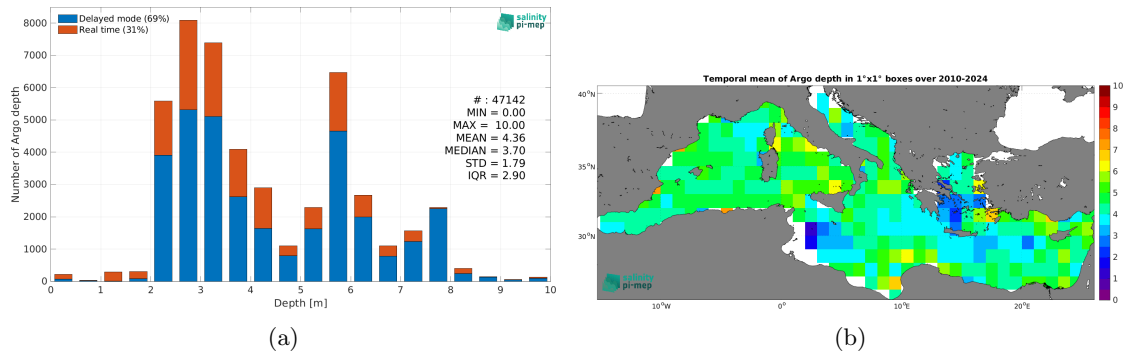 Delayed mode (69%)
Real time (31%)
salinity
pi-mep
8000
7000
6000
5000
4000
3000
2000
1000
0
Number of Argo depth
# : 47142
MIN = 0.00
MAX = 10.00
MEAN = 4.36
MEDIAN = 3.70
STD = 1.79
IQR = 2.90
0 1 2 3 4 5 6 7 8 9 10
Depth [m]
(a)
Temporal mean of Argo depth in 1°x1° boxes over 2010-2024
40°N
35°N
30°N
10°W 0° 10°E 20°E
salinity
pi-mep
10
9
8
7
6
5
4
3
2
1
0
(b)